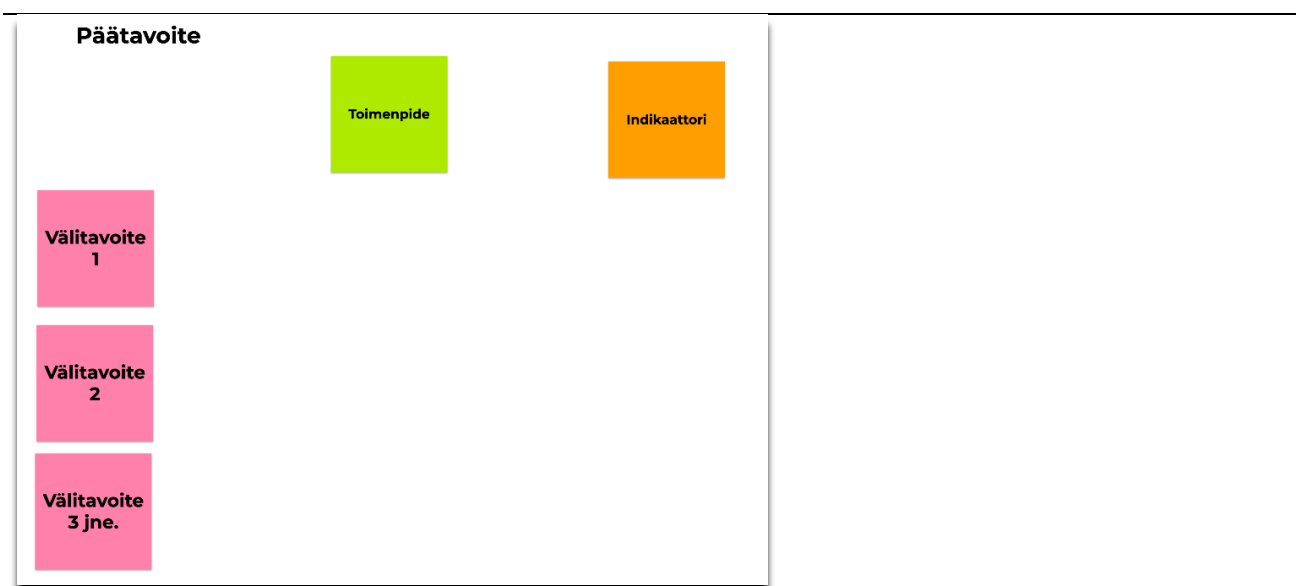 Päätavoite
Toimenpide
Indikaattori
Välitavoite
1
Välitavoite
2
Välitavoite
3 jne.